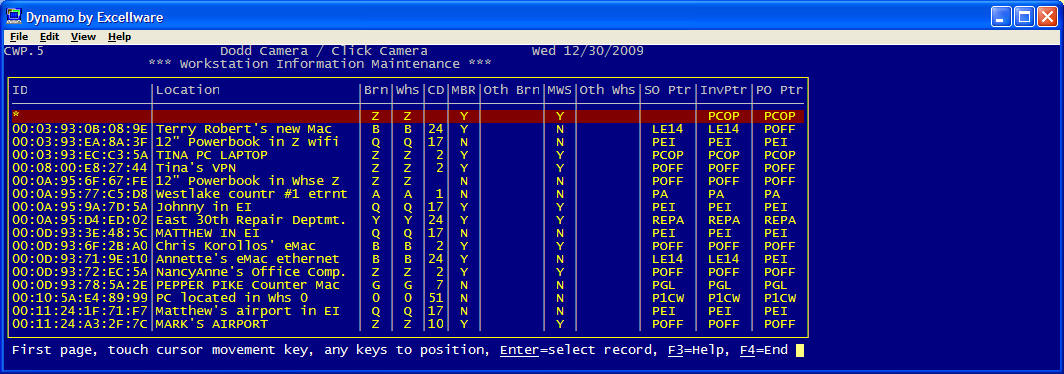 Dynamo by Excellware
File Edit View Help
CWP.5 Dodd Camera / Click Camera Wed 12/30/2009
*** Workstation Information Maintenance ***
ID Location Brn Whs CD MBR Oth Brn MWS Oth Whs SO Ptr InvPtr PO Ptr
* Z Z Y Y PCOP PCOP
00:03:93:0B:08:9E Terry Robert's new Mac B B 24 Y N LE14 LE14 POFF
00:03:93:EA:8A:3F 12" Powerbook in Z wifi Q Q 17 N N PEI PEI PEI
00:03:93:EC:C3:5A TINA PC LAPTOP Z Z 2 Y Y PCOP PCOP PCOP
00:08:00:E8:27:44 Tina's VPN Z Z 2 Y Y POFF POFF POFF
00:0A:95:6F:67:FE 12" Powerbook in Whse Z Z Z N N POFF POFF POFF
00:0A:95:77:C5:D8 Westlake countr #1 etrnt A A 1 N N PA PA PA
00:0A:95:9A:7D:5A Johnny in EI Q Q 17 Y Y PEI PEI PEI
00:0A:95:D4:ED:02 East 30th Repair Deptmt. Y Y 24 Y Y REPA REPA REPA
00:0D:93:3E:48:5C MATTHEW IN EI Q Q 17 N N PEI PEI PEI
00:0D:93:6F:2B:A0 Chris Korollos' eMac B B 2 Y Y POFF POFF POFF
00:0D:93:71:9E:10 Annette's eMac ethernet B B 24 Y N LE14 LE14 PEI
00:0D:93:72:EC:5A NancyAnne's Office Comp. Z Z 2 Y Y POFF POFF POFF
00:0D:93:78:5A:2E PEPPER PIKE Counter Mac G G 7 N N PGL PGL PGL
00:10:5A:E4:89:99 PC located in Whs O O O 51 N N P1CW P1CW P1CW
00:11:24:1F:71:F7 Matthew's airport in EI Q Q 17 N N PEI PEI PEI
00:11:24:A3:2F:7C MARK'S AIRPORT Z Z 10 Y Y POFF POFF POFF
First page, touch cursor movement key, any keys to position, Enter=select record, F3=Help, F4=End